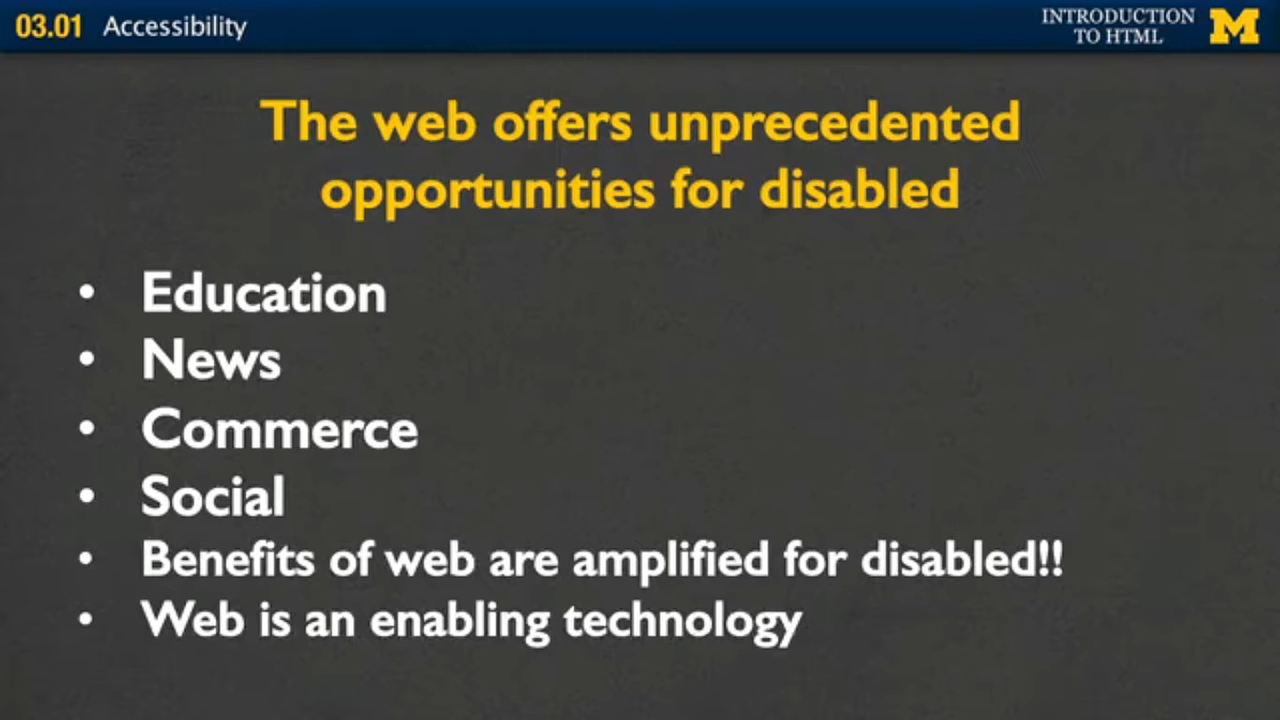 03.01 Accessibility
INTRODUCTION
TO HTML
M
The web offers unprecedented
opportunities for disabled
• Education
• News
• Commerce
• Social
• Benefits of web are amplified for disabled!!
• Web is an enabling technology